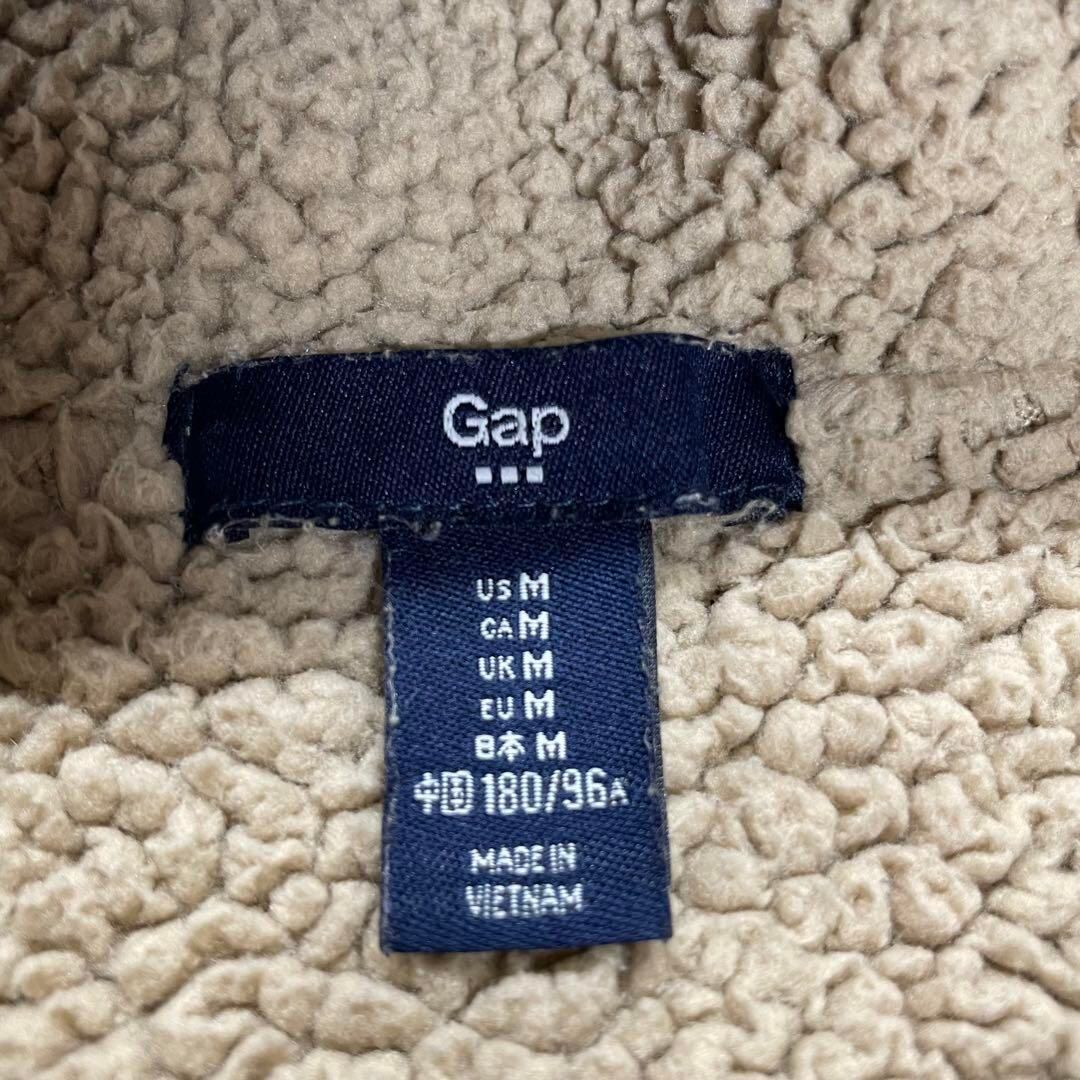 Gap
US M
CA M
UK M
EU M
日本 M
中国 180/96A
MADE IN
VIETNAM